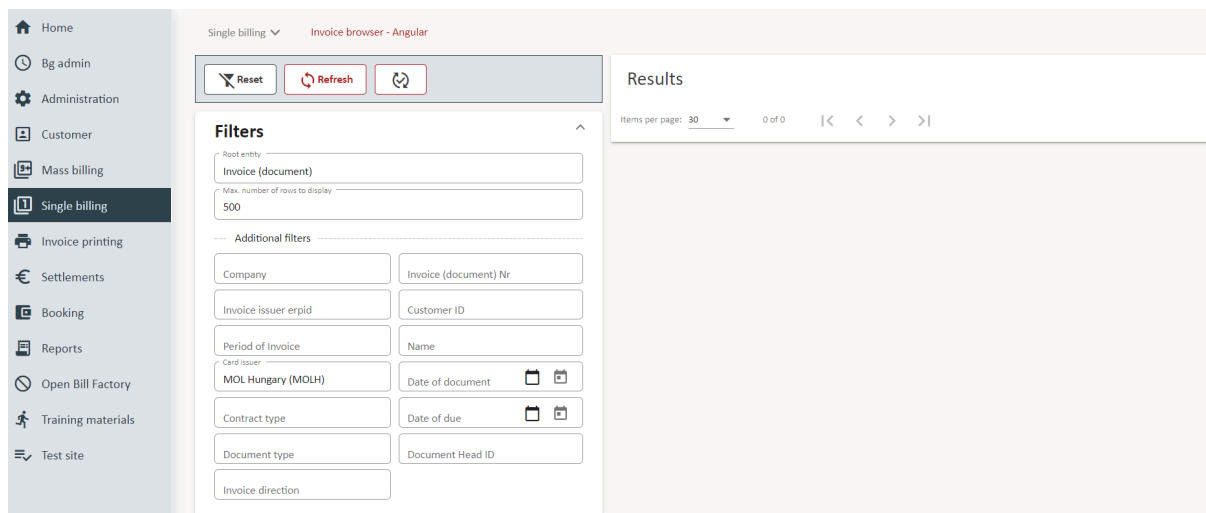 Home
Bg admin
Administration
Customer
9+ Mass billing
1 Single billing
Invoice printing
Settlements
Booking
Reports
Open Bill Factory
Training materials
Test site
Single billing Invoice browser - Angular
Reset Refresh
Filters
Root entity
Invoice (document)
Max. number of rows to display
500
Additional filters
Company Invoice (document) Nr
Invoice issuer erpid Customer ID
Period of Invoice Name
Card issuer
MOL Hungary (MOLH) Date of document
Contract type Date of due
Document type Document Head ID
Invoice direction
Results
Items per page: 30 0 of 0